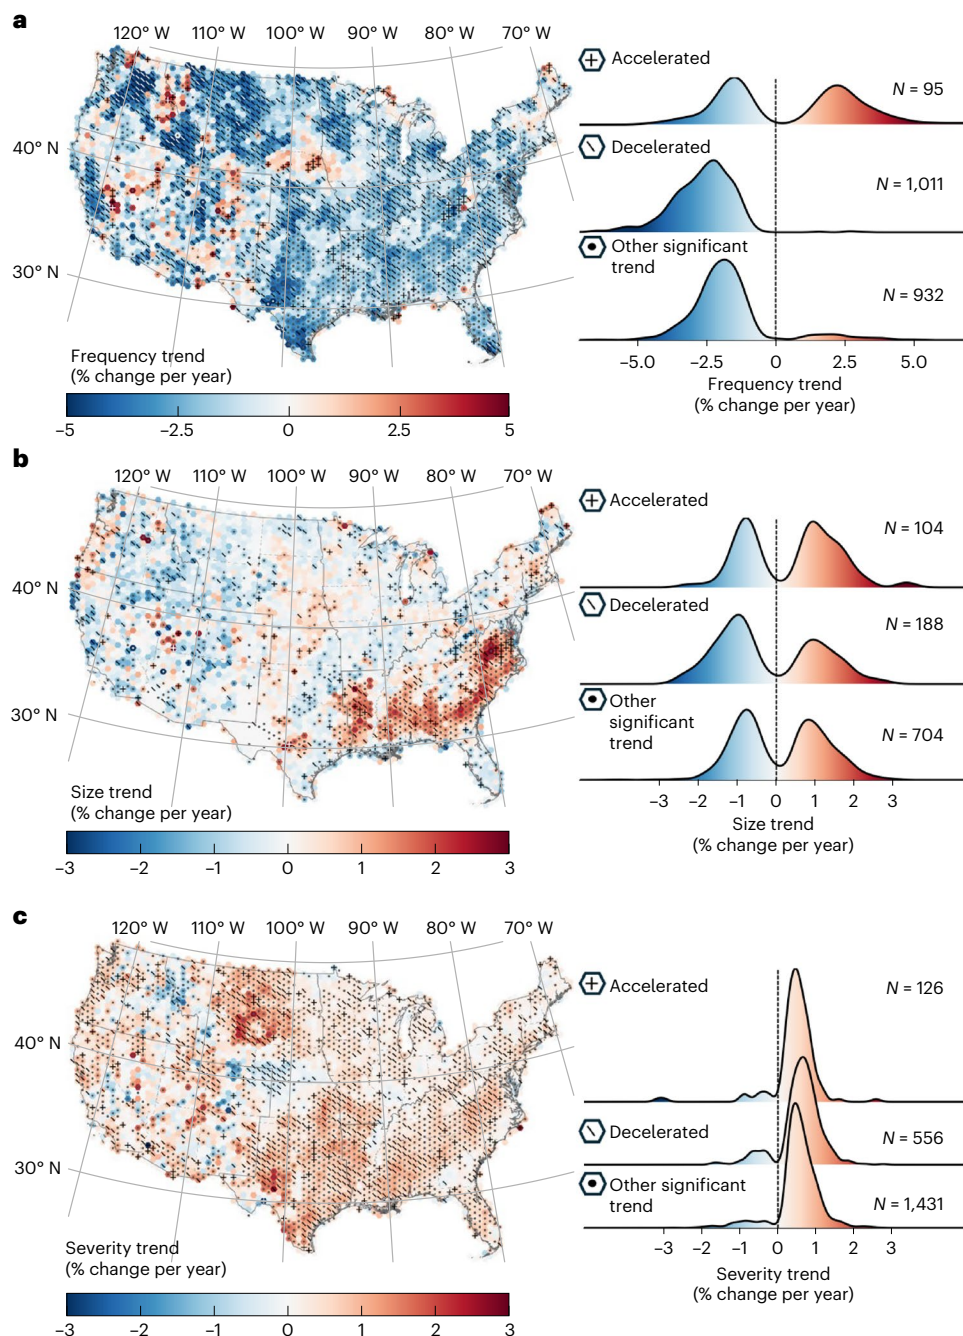 a
120° W 110° W 100° W 90° W 80° W 70° W
40° N
30° N
Frequency trend
(% change per year)
−5 −2.5 0 2.5 5
Accelerated
N = 95
Decelerated
N = 1,011
Other significant
trend
N = 932
−5.0 −2.5 0 2.5 5.0
Frequency trend
(% change per year)
b
120° W 110° W 100° W 90° W 80° W 70° W
40° N
30° N
Size trend
(% change per year)
−3 −2 −1 0 1 2 3
Accelerated
N = 104
Decelerated
N = 188
Other
significant
trend
N = 704
−3 −2 −1 0 1 2 3
Size trend
(% change per year)
c
120° W 110° W 100° W 90° W 80° W 70° W
40° N
30° N
Severity trend
(% change per year)
−3 −2 −1 0 1 2 3
Accelerated
N = 126
Decelerated
N = 556
Other significant
trend
N = 1,431
−3 −2 −1 0 1 2 3
Severity trend
(% change per year)